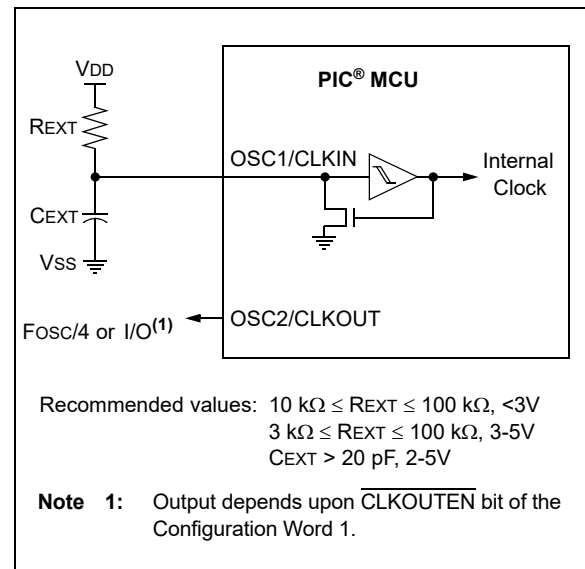 VDD
PIC® MCU
REXT
OSC1/CLKIN
Internal
Clock
CEXT
VSS
OSC2/CLKOUT
FOSC/4 or I/O(1)
Recommended values: 10 kΩ ≤ REXT ≤ 100 kΩ, <3V
3 kΩ ≤ REXT ≤ 100 kΩ, 3-5V
CEXT > 20 pF, 2-5V
Note 1: Output depends upon CLKOUTEN bit of the
Configuration Word 1.